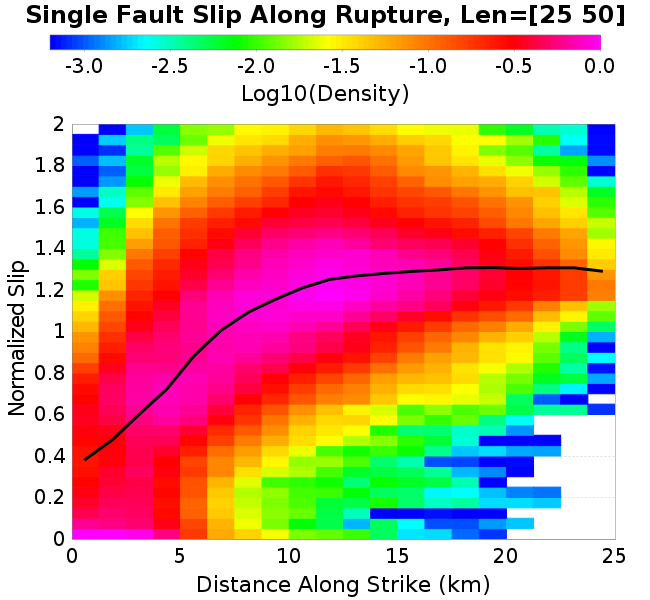 Single Fault Slip Along Rupture, Len=[25 50]
-3.0 -2.5 -2.0 -1.5 -1.0 -0.5 0.0
Log10(Density)
2
1.8
1.6
1.4
1.2
1
0.8
0.6
0.4
0.2
0
Normalized Slip
0 5 10 15 20 25
Distance Along Strike (km)